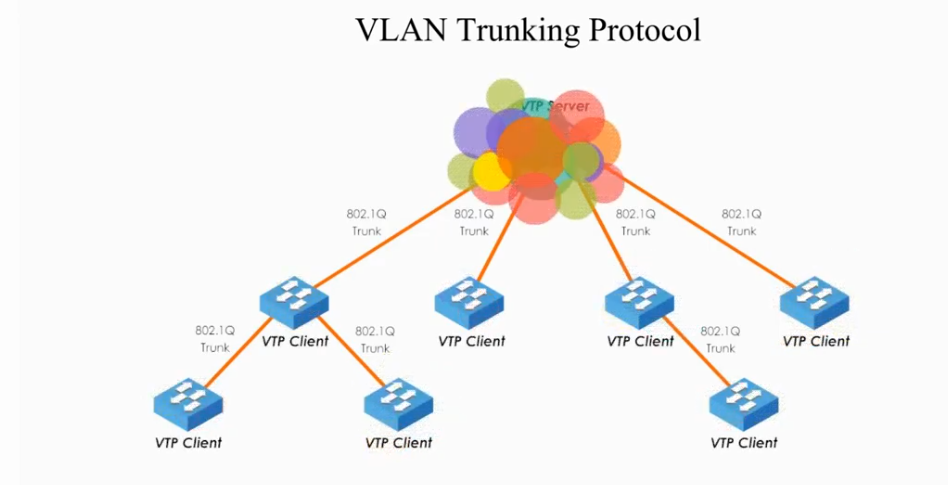 VLAN Trunking Protocol
VTP Server
802.1Q
Trunk
802.1Q
Trunk
802.1Q
Trunk
802.1Q
Trunk
VTP Client
VTP Client
VTP Client
VTP Client
802.1Q
Trunk
802.1Q
Trunk
802.1Q
Trunk
VTP Client
VTP Client
VTP Client